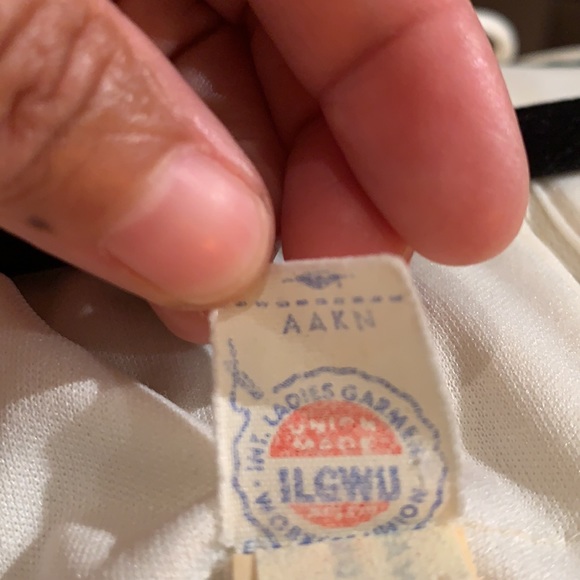 AAKN
INT. LADIES GARMENT
WORKERS UNION
UNION
MADE
ILGWU